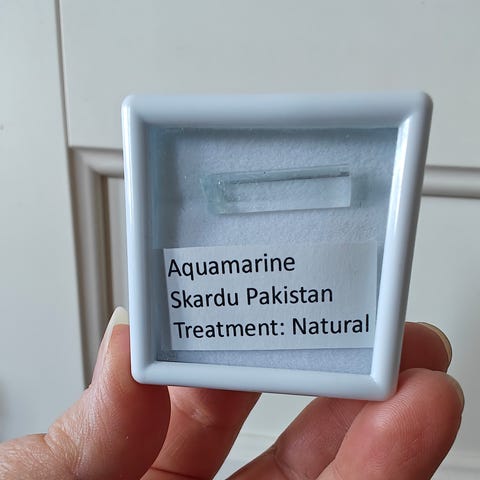 Aquamarine
Skardu Pakistan
Treatment: Natural